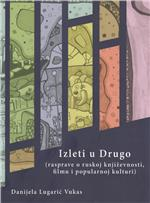 Izleti u Drugo
(rasprave o ruskoj književnosti,
filmu i popularnoj kulturi)
Danijela Lugarić Vukas